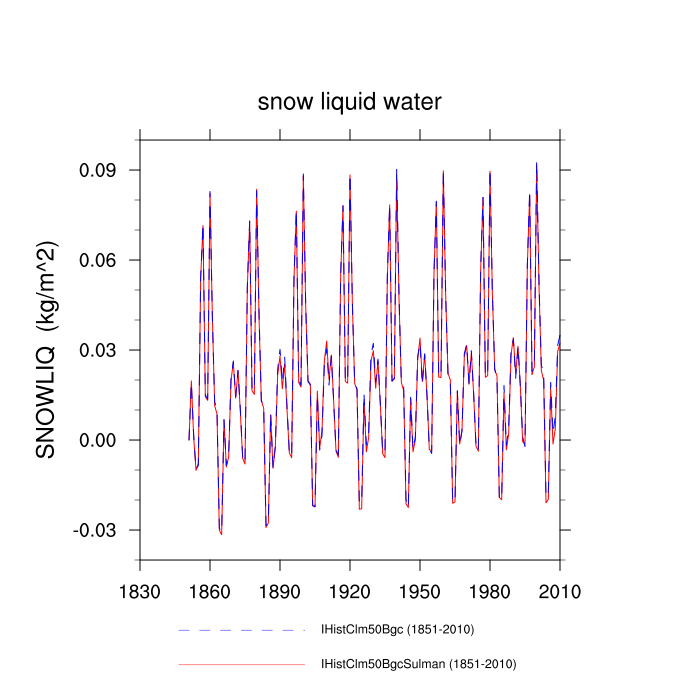 snow liquid water
SNOWLIQ (kg/m^2)
0.09
0.06
0.03
0.00
-0.03
1830 1860 1890 1920 1950 1980 2010
IHistClm50Bgc (1851-2010)
IHistClm50BgcSulman (1851-2010)